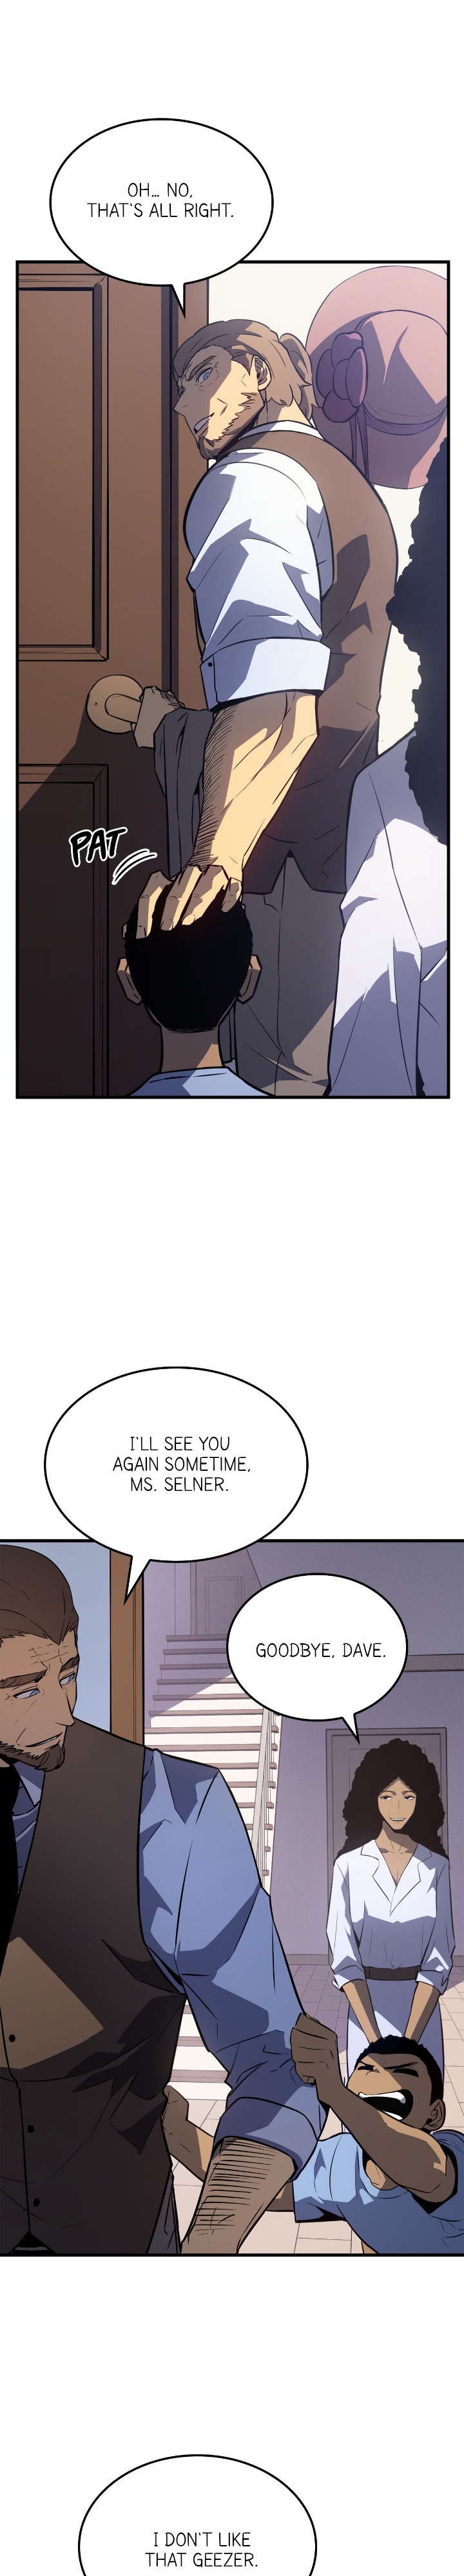 OH... NO,
THAT'S ALL RIGHT.
PAT
I'LL SEE YOU
AGAIN SOMETIME,
MS. SELNER.
GOODBYE, DAVE.
I DON'T LIKE
THAT GEEZER.